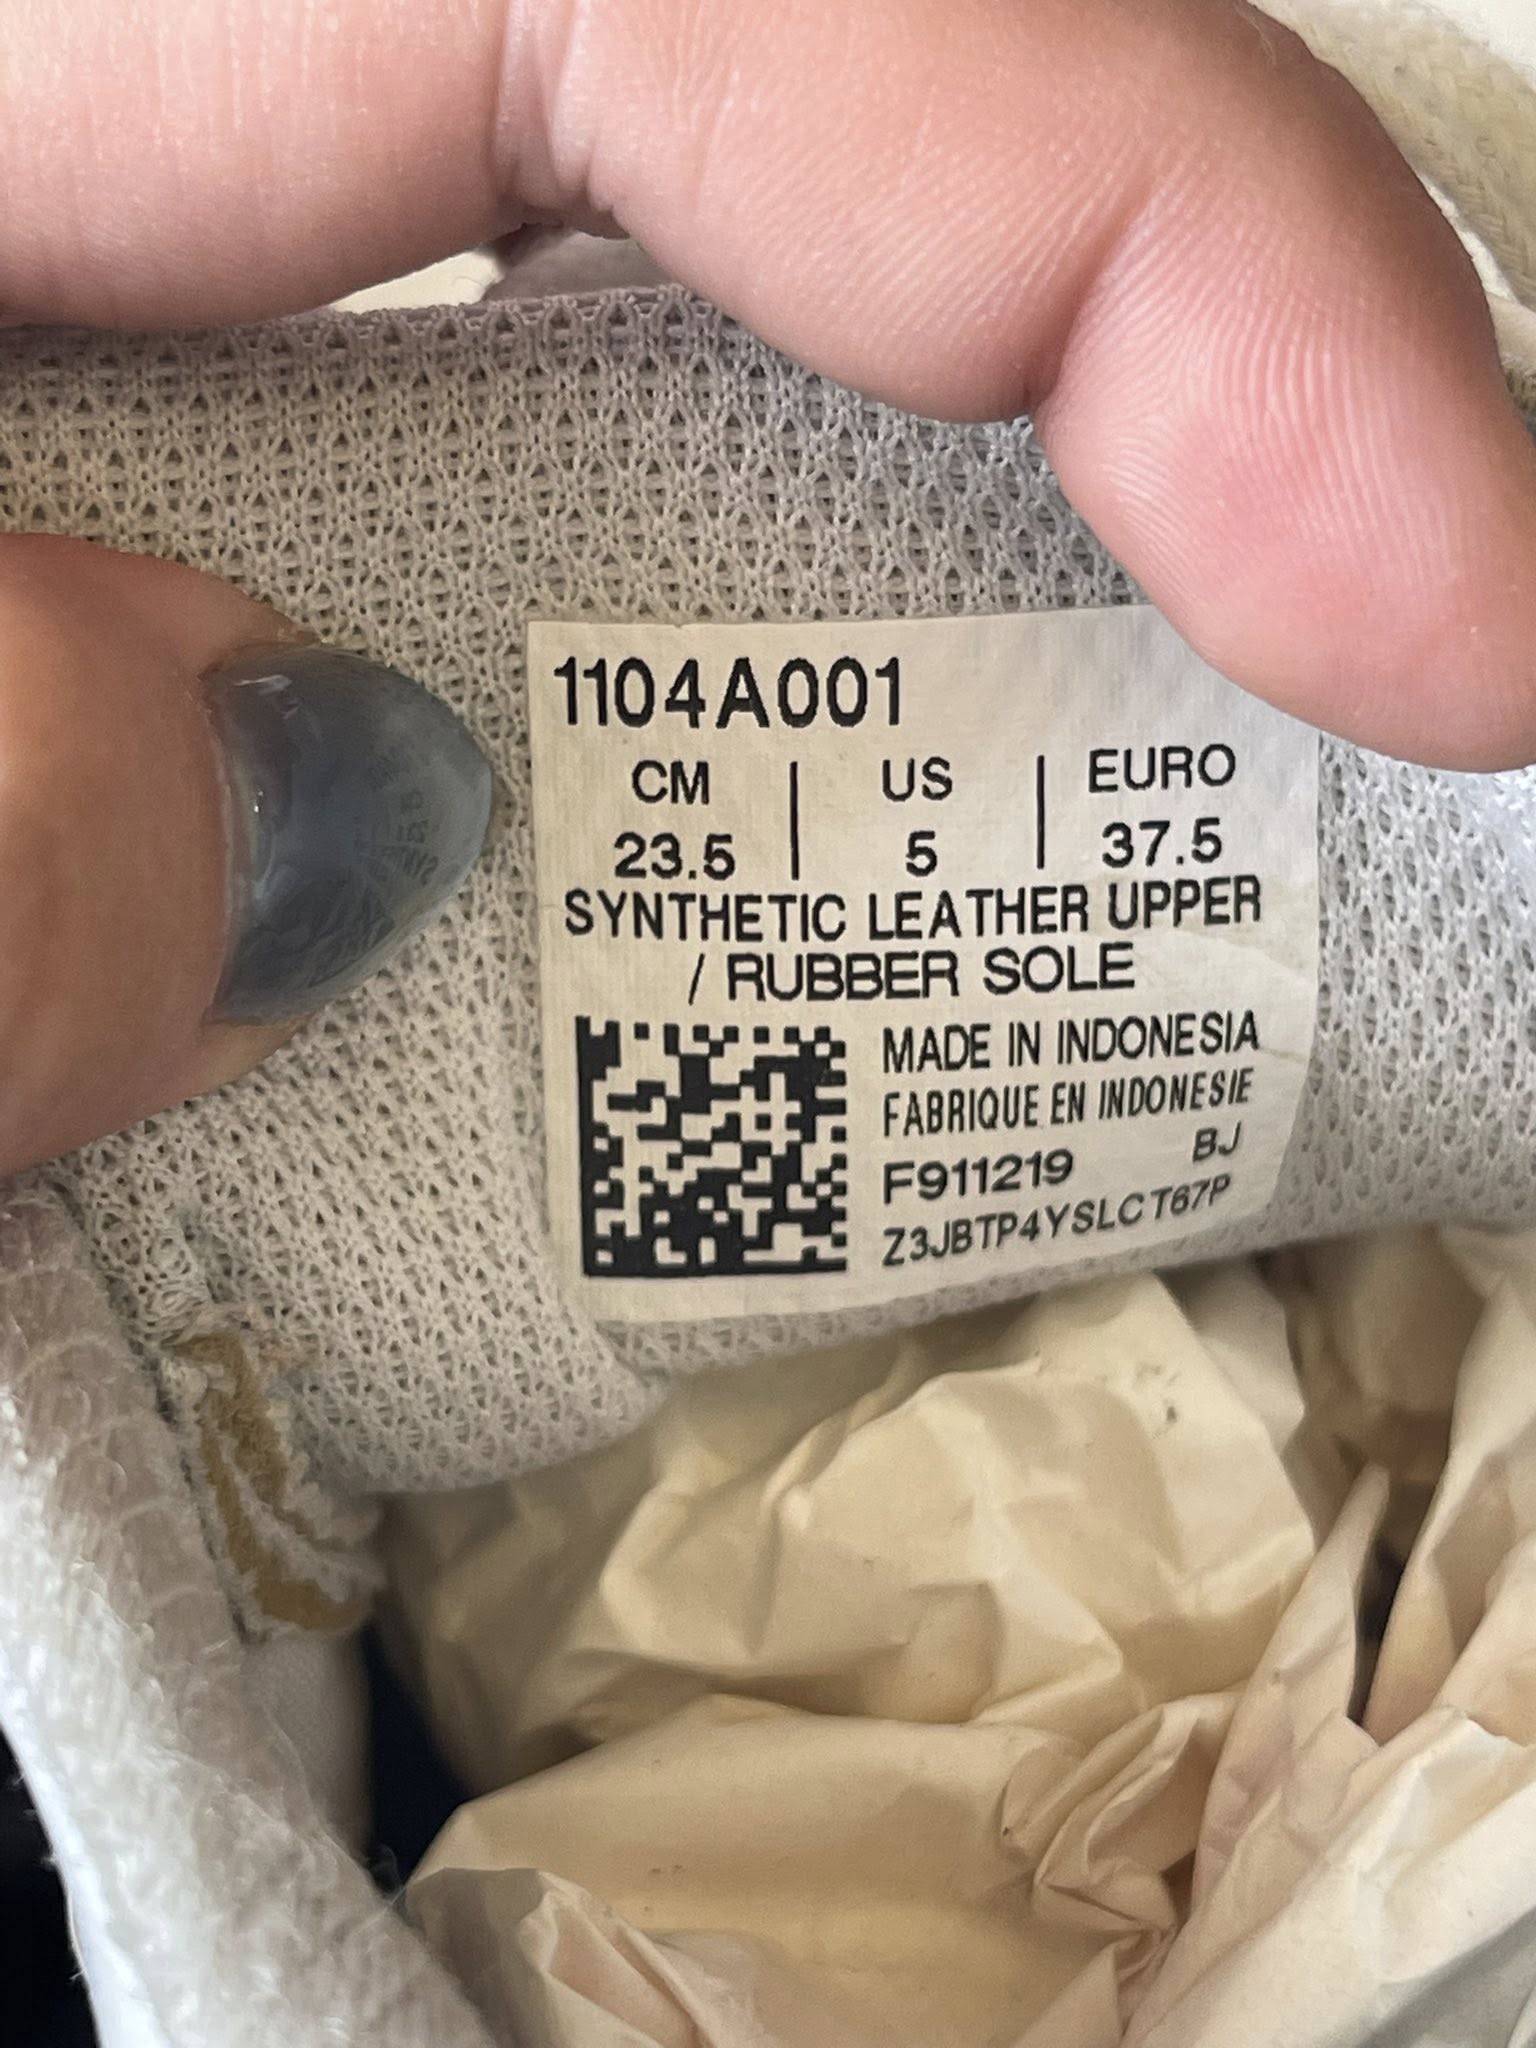 1104A001
CM | US | EURO
23.5 | 5 | 37.5
SYNTHETIC LEATHER UPPER
/ RUBBER SOLE
MADE IN INDONESIA
FABRIQUE EN INDONESIE
F911219 BJ
Z3JBTP4YSLCT67P